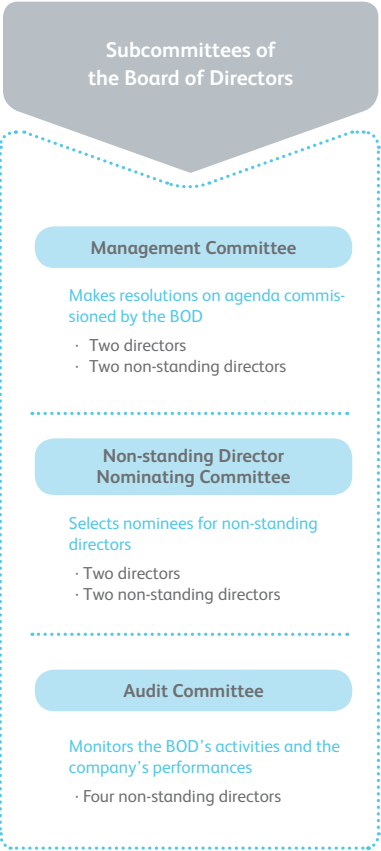 Subcommittees of
the Board of Directors
Management Committee
Makes resolutions on agenda commis-
sioned by the BOD
· Two directors
· Two non-standing directors
Non-standing Director
Nominating Committee
Selects nominees for non-standing
directors
· Two directors
· Two non-standing directors
Audit Committee
Monitors the BOD's activities and the
company's performances
· Four non-standing directors